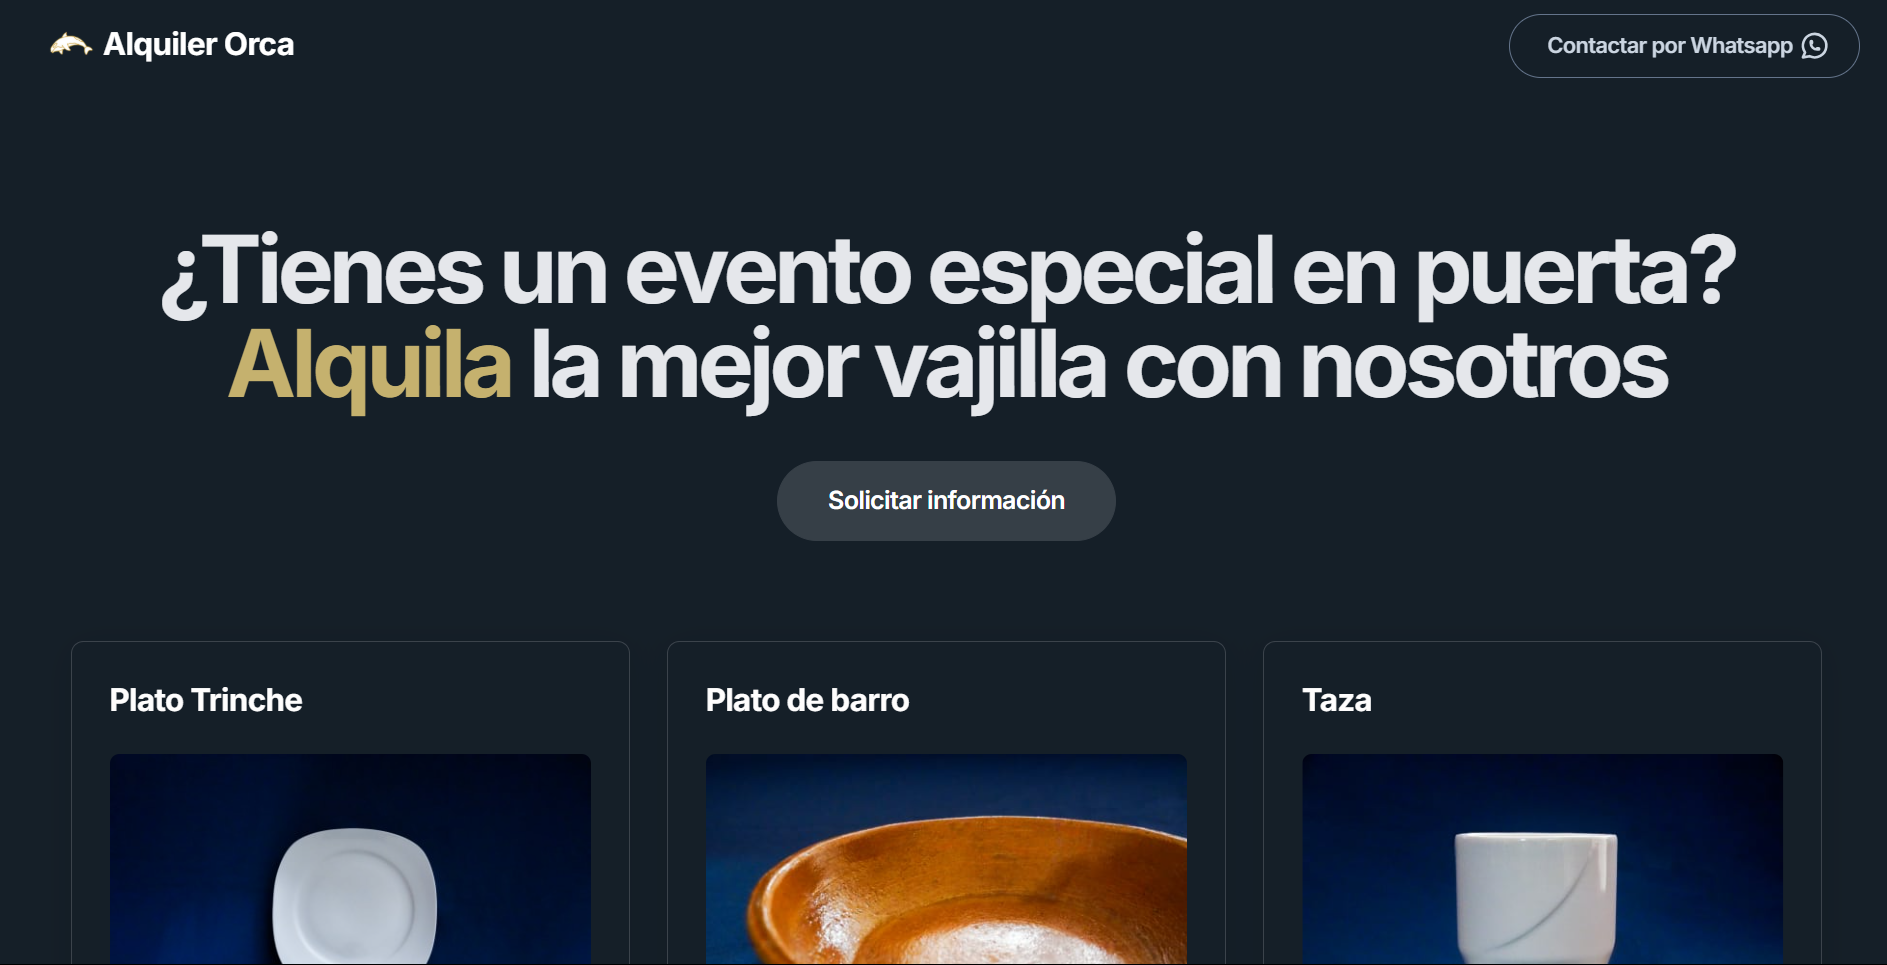 Alquiler Orca
Contactar por Whatsapp
¿Tienes un evento especial en puerta?
Alquila la mejor vajilla con nosotros
Solicitar información
Plato Trinche
Plato de barro
Taza